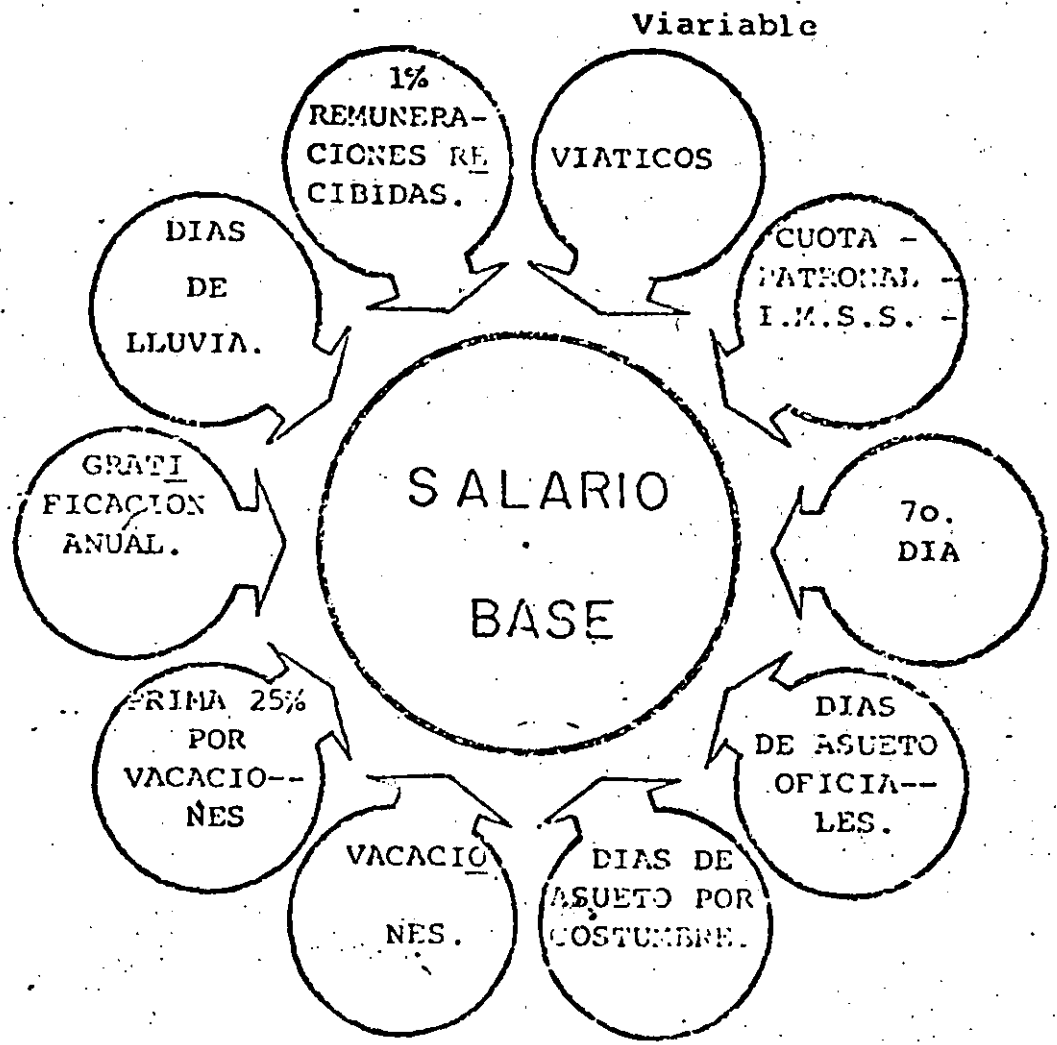 Viariable
1%
REMUNERA-
CIONES RE
CIBIDAS.
VIATICOS
CUOTA -
PATRONAL -
I.M.S.S. -
7o.
DIA
DIAS
DE ASUETO
OFICIA--
LES.
DIAS DE
ASUETO POR
COSTUMBRE.
VACACIO
NES.
PRIMA 25%
POR
VACACIO--
NES
GRATI
FICACION
ANUAL.
DIAS
DE
LLUVIA.
SALARIO
BASE